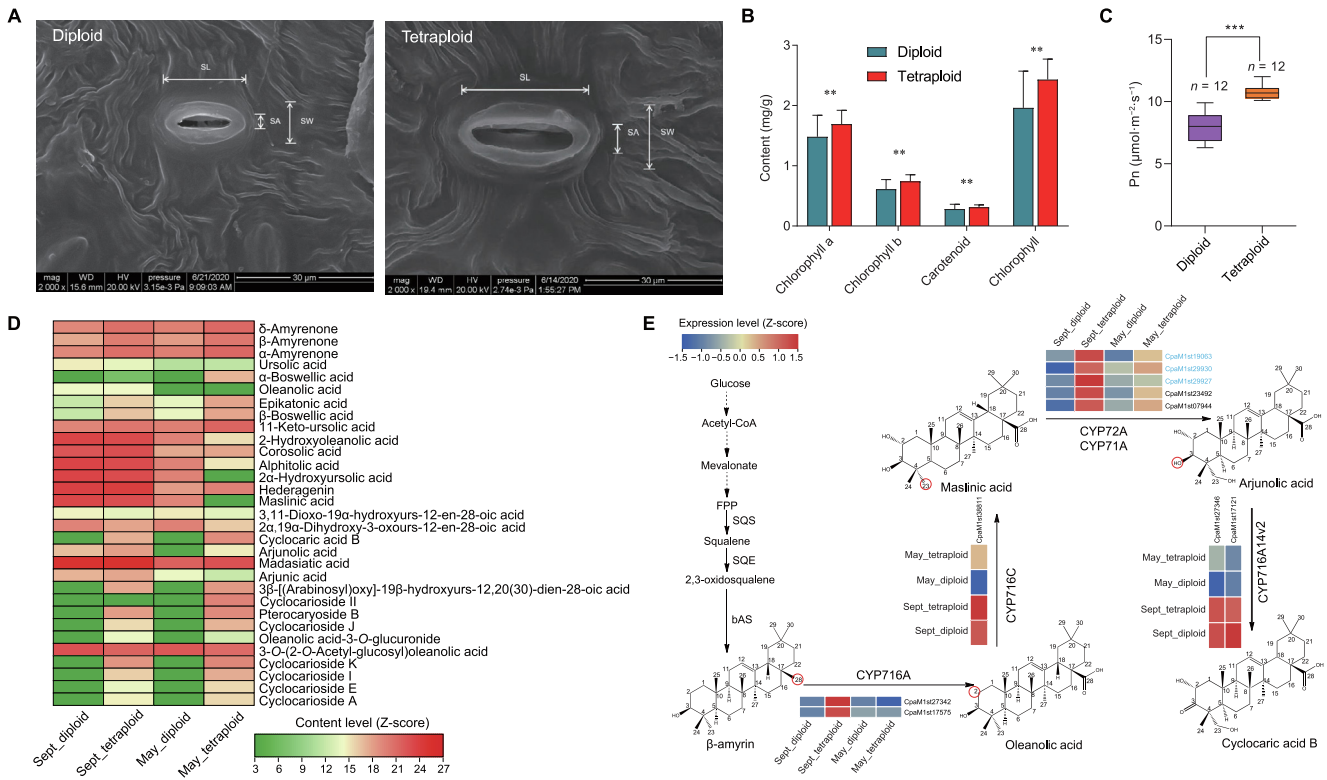 A
Diploid
SL
SA
SW
mag
WD
HV
pressure
6/21/2020
30 µm
2 000 x
15.6 mm
20.00 kV
3.15e-3 Pa
9:09:03 AM
Tetraploid
SL
SA
SW
mag
WD
HV
pressure
6/14/2020
30 µm
2 000 x
19.4 mm
20.00 kV
2.74e-3 Pa
1:55:27 PM
B
Content (mg/g)
3
2
1
0
Diploid
Tetraploid
**
**
**
**
Chlorophyll a
Chlorophyll b
Carotenoid
Chlorophyll
C
Pn (µmol·m⁻²·s⁻¹)
15
10
5
0
***
n = 12
n = 12
Diploid
Tetraploid
D
δ-Amyrenone
β-Amyrenone
α-Amyrenone
Ursolic acid
α-Boswellic acid
Oleanolic acid
Epikatonic acid
β-Boswellic acid
11-Keto-ursolic acid
2-Hydroxyoleanolic acid
Corosolic acid
Alphitolic acid
2α-Hydroxyursolic acid
Hederagenin
Maslinic acid
3,11-Dioxo-19α-hydroxyurs-12-en-28-oic acid
2α,19α-Dihydroxy-3-oxours-12-en-28-oic acid
Cyclocaric acid B
Arjunolic acid
Madasiatic acid
Arjunic acid
3β-[(Arabinosyl)oxy]-19β-hydroxyurs-12,20(30)-dien-28-oic acid
Cyclocarioside II
Pterocaryoside B
Cyclocarioside J
Oleanolic acid-3-O-glucuronide
3-O-(2-O-Acetyl-glucosyl)oleanolic acid
Cyclocarioside K
Cyclocarioside I
Cyclocarioside E
Cyclocarioside A
Sept_diploid
Sept_tetraploid
May_diploid
May_tetraploid
Content level (Z-score)
3 6 9 12 15 18 21 24 27
E
Expression level (Z-score)
−1.5 −1.0 −0.5 0 0.5 1.0 1.5
Glucose
Acetyl-CoA
Mevalonate
FPP
SQS
Squalene
SQE
2,3-oxidosqualene
bAS
β-amyrin
CYP716A
CpaM1st27342
CpaM1st17575
Sept_diploid
Sept_tetraploid
May_diploid
May_tetraploid
Oleanolic acid
CYP716C
CpaM1st38811
May_tetraploid
May_diploid
Sept_tetraploid
Sept_diploid
Maslinic acid
Sept_diploid
Sept_tetraploid
May_diploid
May_tetraploid
CpaM1st19063
CpaM1st29930
CpaM1st29927
CpaM1st23492
CpaM1st07944
CYP72A
CYP71A
Arjunolic acid
CpaM1st27346
CpaM1st17121
May_tetraploid
May_diploid
Sept_tetraploid
Sept_diploid
CYP716A14v2
Cyclocaric acid B